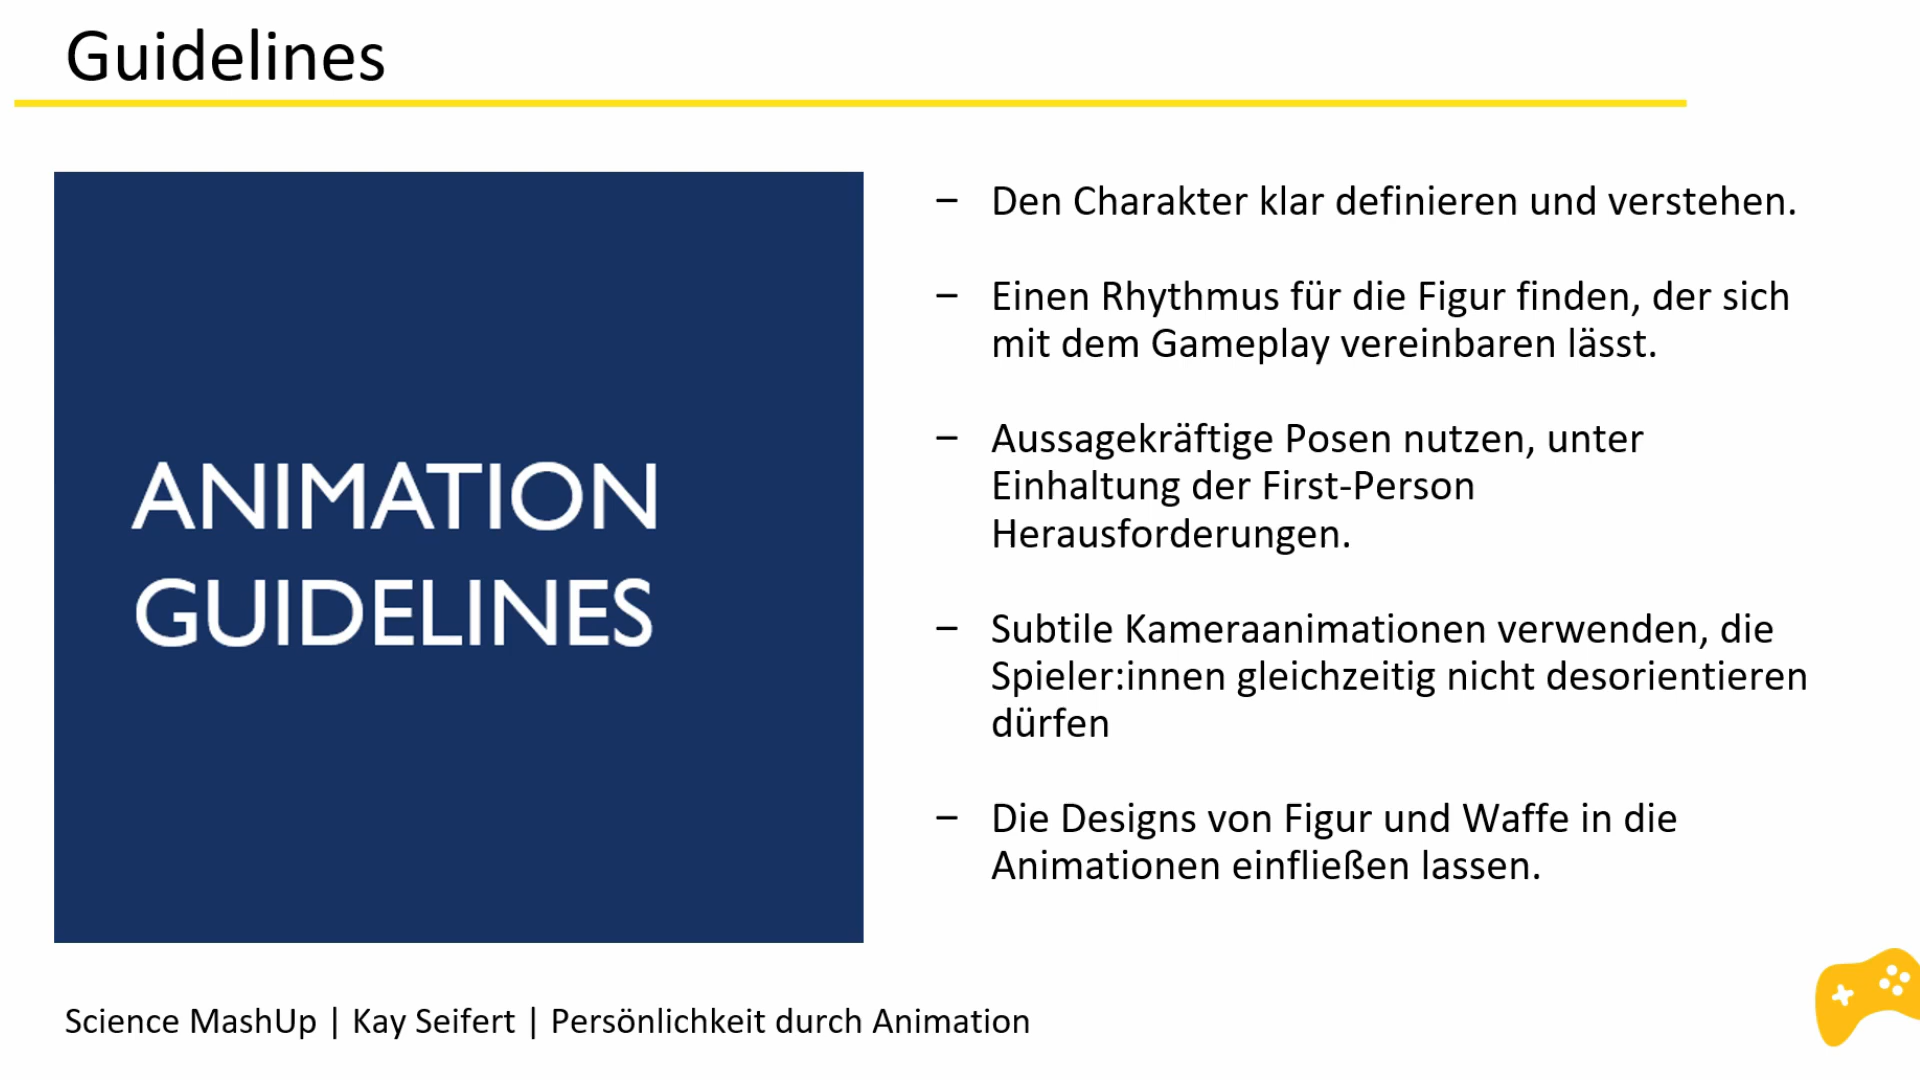 Guidelines
ANIMATION
GUIDELINES
– Den Charakter klar definieren und verstehen.
– Einen Rhythmus für die Figur finden, der sich
mit dem Gameplay vereinbaren lässt.
– Aussagekräftige Posen nutzen, unter
Einhaltung der First-Person
Herausforderungen.
– Subtile Kameraanimationen verwenden, die
Spieler:innen gleichzeitig nicht desorientieren
dürfen
– Die Designs von Figur und Waffe in die
Animationen einfließen lassen.
Science MashUp | Kay Seifert | Persönlichkeit durch Animation